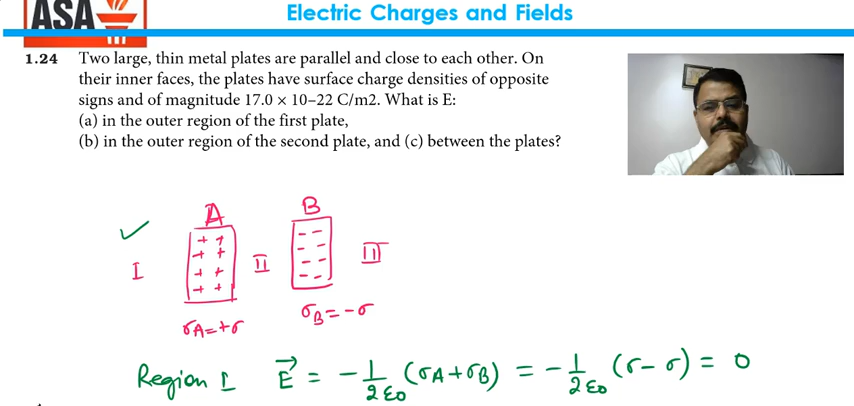 ASA
Electric Charges and Fields
1.24 Two large, thin metal plates are parallel and close to each other. On
their inner faces, the plates have surface charge densities of opposite
signs and of magnitude 17.0 × 10–22 C/m2. What is E:
(a) in the outer region of the first plate,
(b) in the outer region of the second plate, and (c) between the plates?
✓
A B
+ + − −
+ + − −
+ + − −
+ + − −
I II III
σA=+σ σB=−σ
Region I E⃗ = −1/2ε0 (σA+σB) = −1/2ε0 (σ−σ) = 0